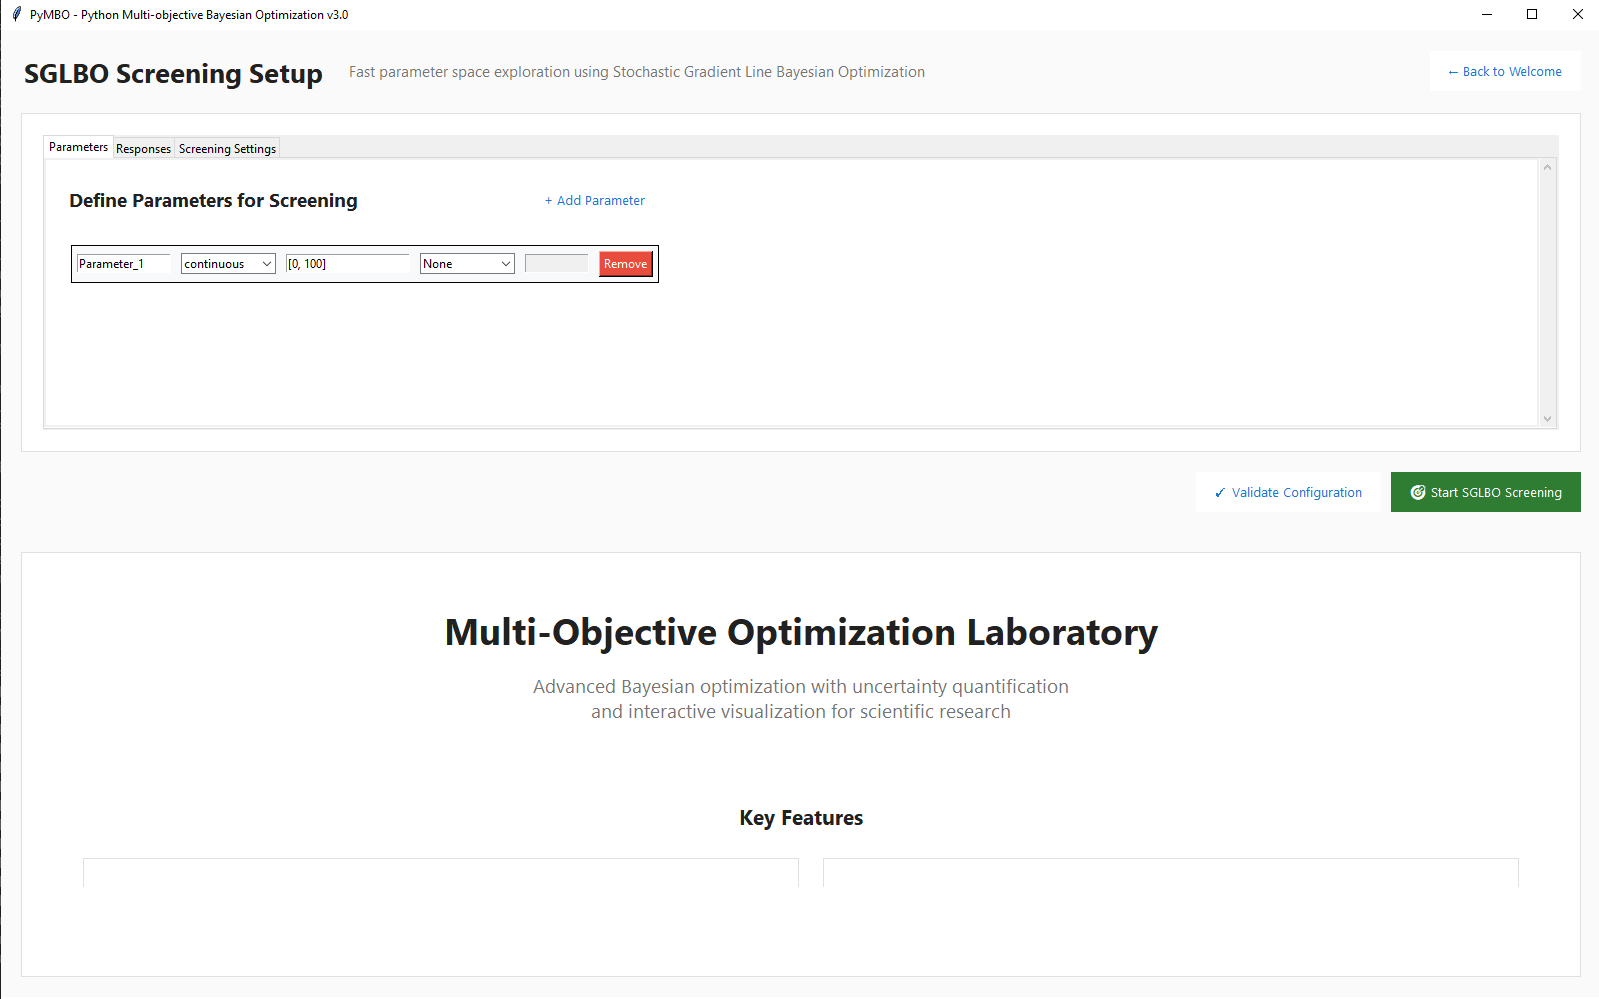 PyMBO - Python Multi-objective Bayesian Optimization v3.0
SGLBO Screening Setup
Fast parameter space exploration using Stochastic Gradient Line Bayesian Optimization
← Back to Welcome
Parameters
Responses
Screening Settings
Define Parameters for Screening
+ Add Parameter
Parameter_1
continuous
[0, 100]
None
Remove
✓ Validate Configuration
🎯 Start SGLBO Screening
Multi-Objective Optimization Laboratory
Advanced Bayesian optimization with uncertainty quantification
and interactive visualization for scientific research
Key Features